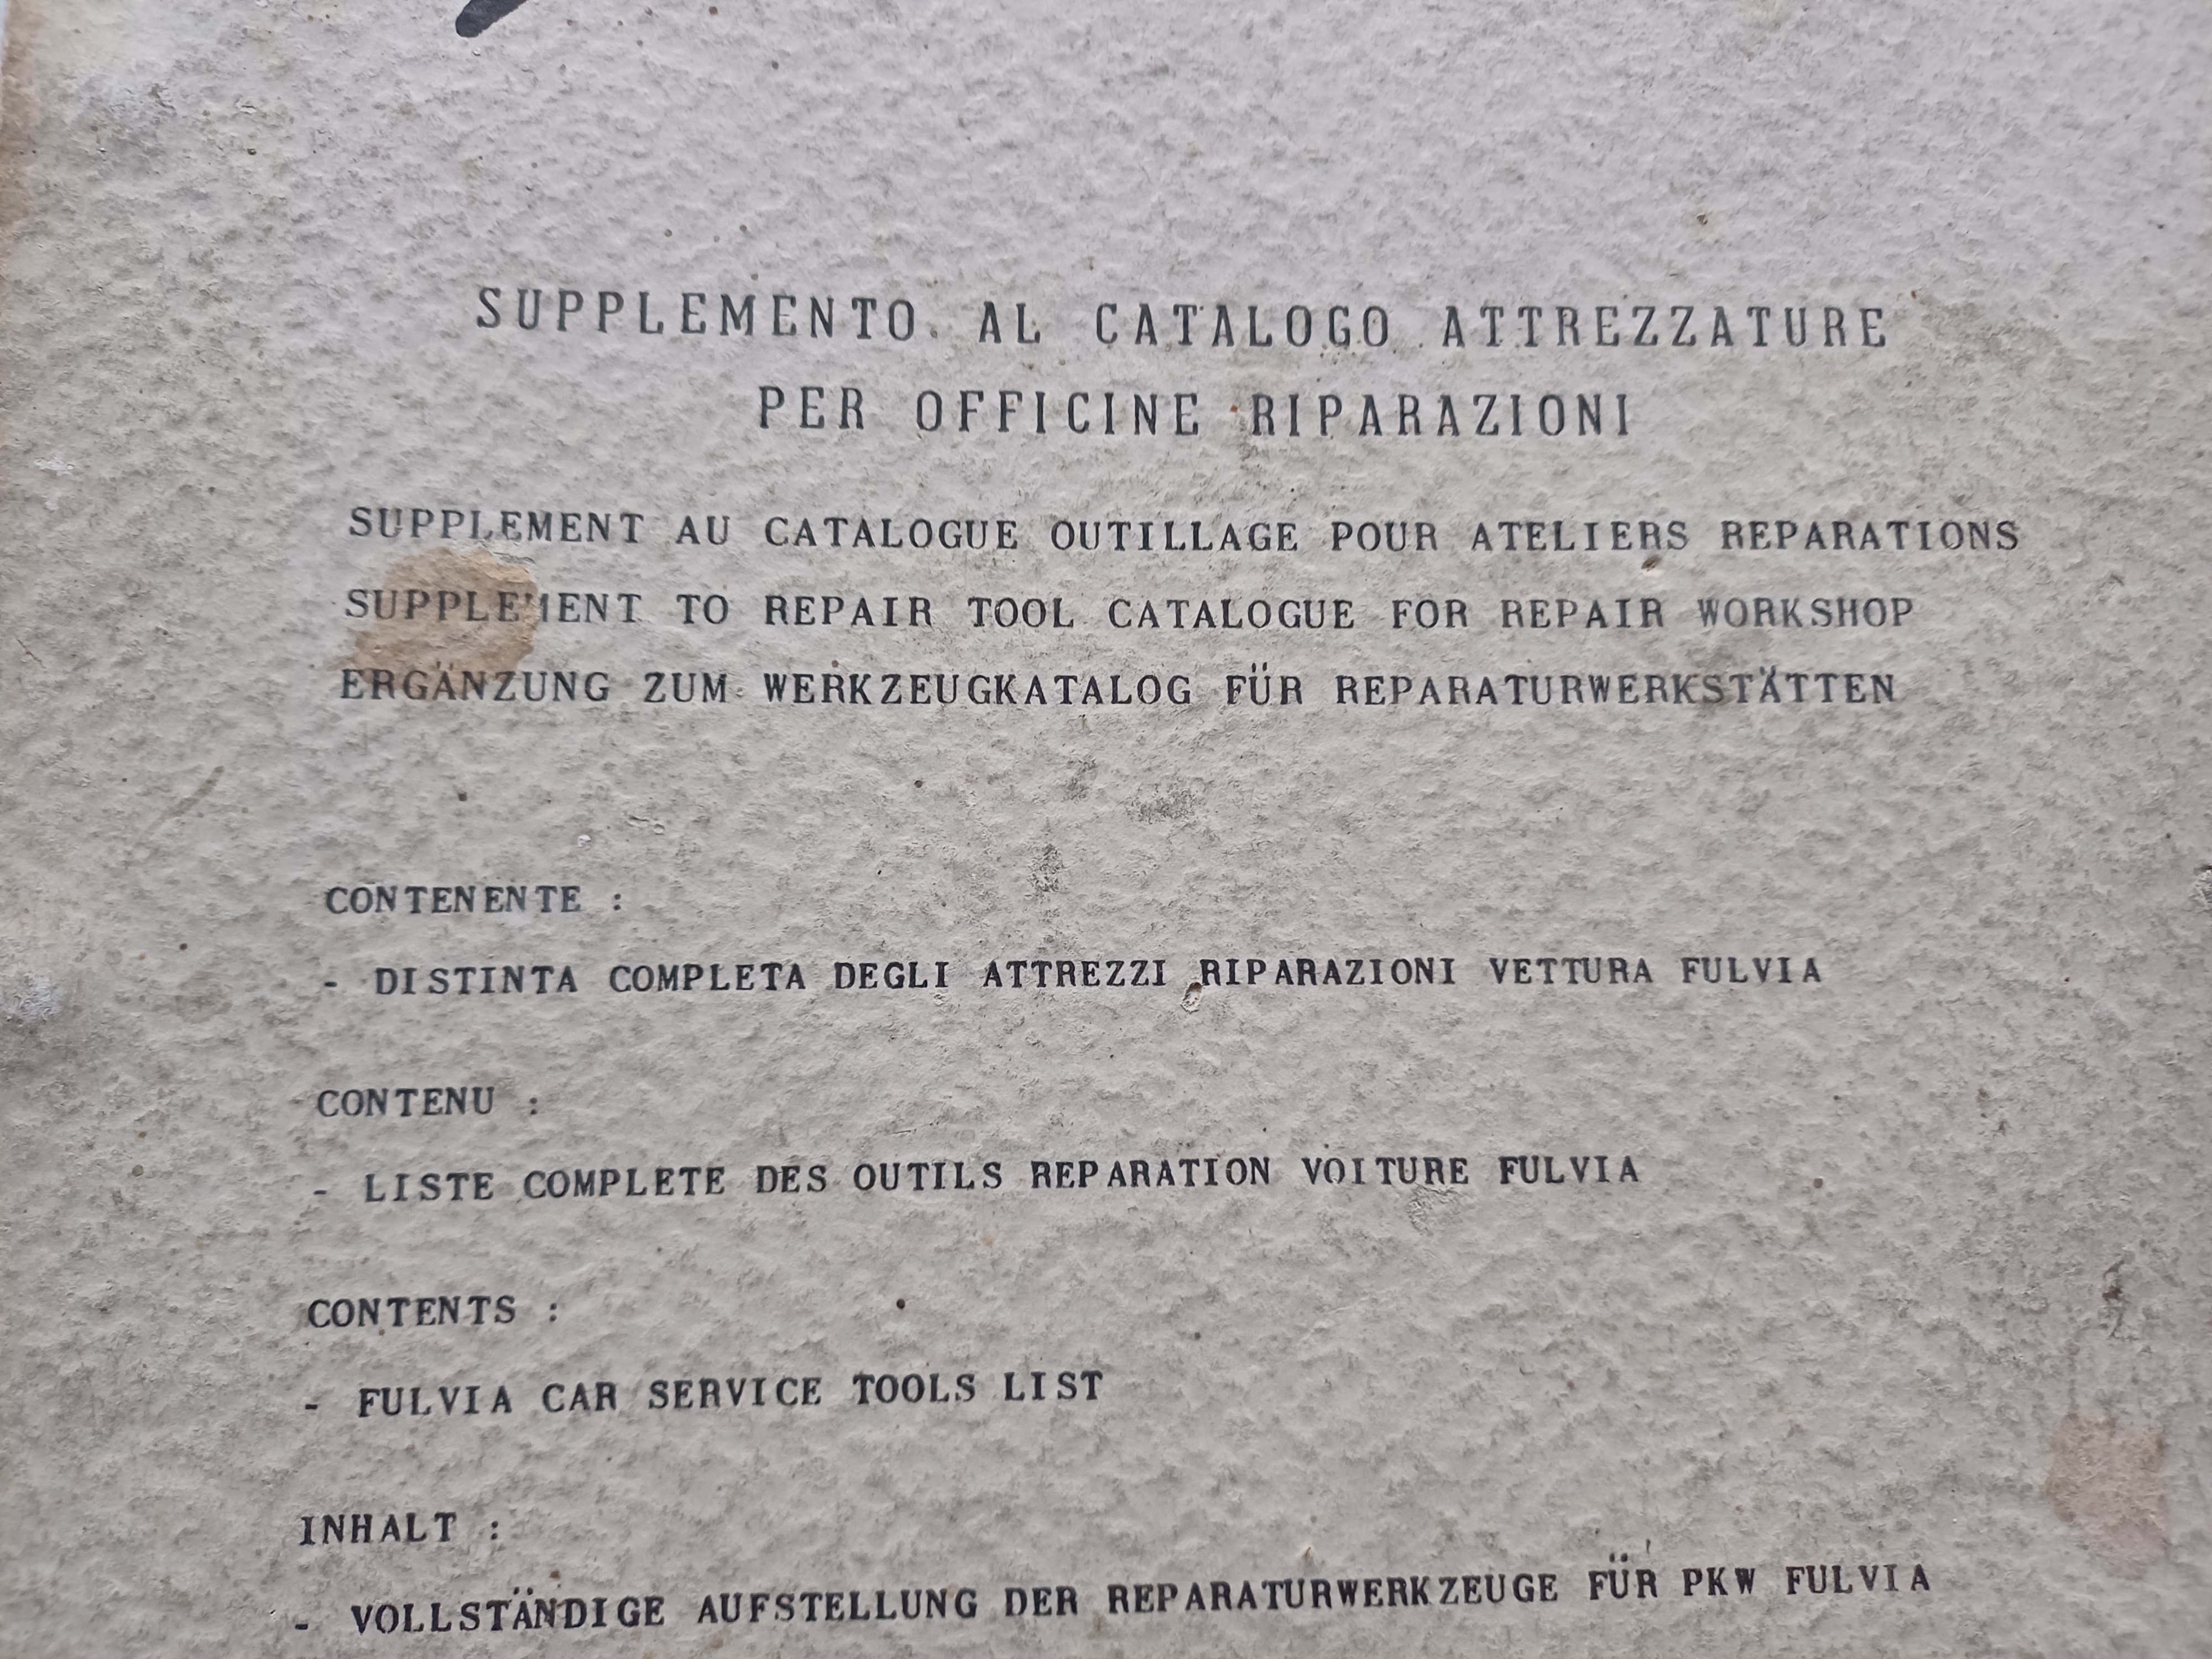 SUPPLEMENTO AL CATALOGO ATTREZZATURE
PER OFFICINE RIPARAZIONI
SUPPLEMENT AU CATALOGUE OUTILLAGE POUR ATELIERS REPARATIONS
SUPPLEMENT TO REPAIR TOOL CATALOGUE FOR REPAIR WORKSHOP
ERGÄNZUNG ZUM WERKZEUGKATALOG FÜR REPARATURWERKSTÄTTEN
CONTENENTE :
- DISTINTA COMPLETA DEGLI ATTREZZI RIPARAZIONI VETTURA FULVIA
CONTENU :
- LISTE COMPLETE DES OUTILS REPARATION VOITURE FULVIA
CONTENTS :
- FULVIA CAR SERVICE TOOLS LIST
INHALT :
- VOLLSTÄNDIGE AUFSTELLUNG DER REPARATURWERKZEUGE FÜR PKW FULVIA